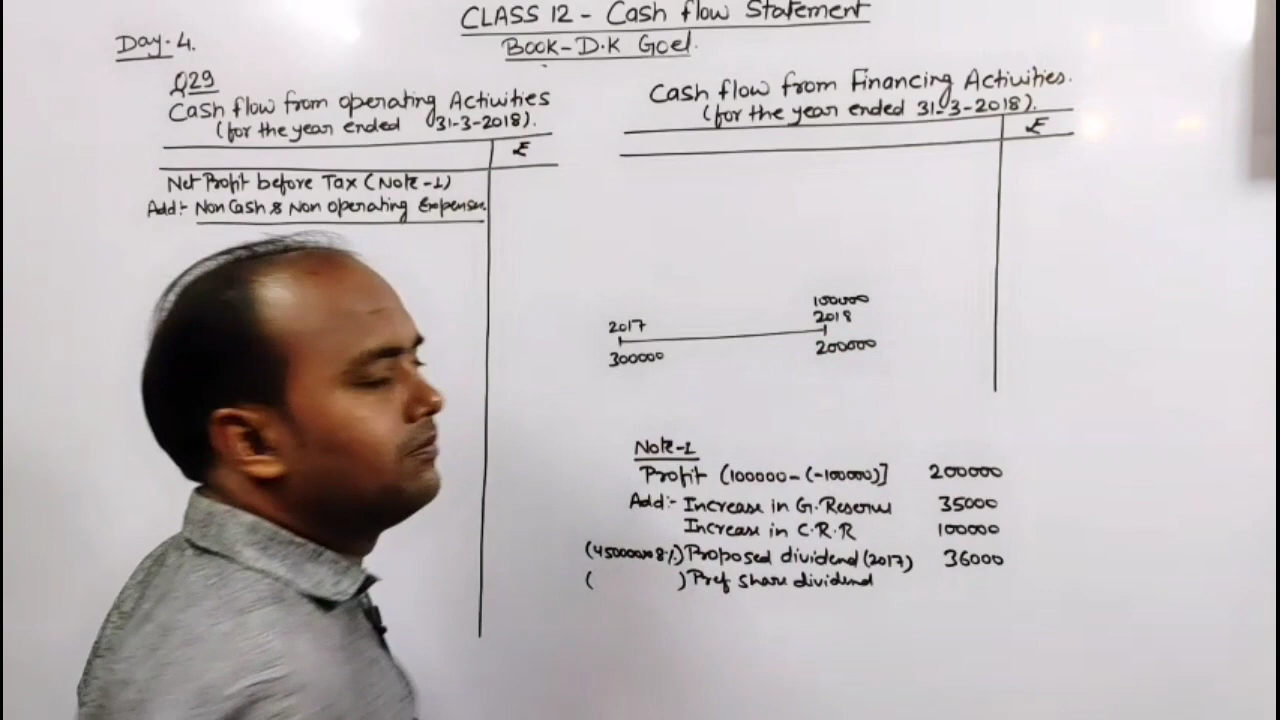 CLASS 12 - Cash flow Statement
Book - D.K Goel.
Day-4.
Q29
Cash flow from operating Activities
(for the year ended 31-3-2018).
₹
Net Profit before Tax (Note-1)
Add:- Non Cash & Non operating Expenses.
Cash flow from Financing Activities.
(for the year ended 31-3-2018).
₹
100000
2017 2018
300000 200000
Note-1
Profit (100000-(-100000)] 200000
Add:- Increase in G. Reserve 35000
Increase in C.R.R 100000
(450000×8%) Proposed dividend (2017) 36000
( ) Pref Share dividend